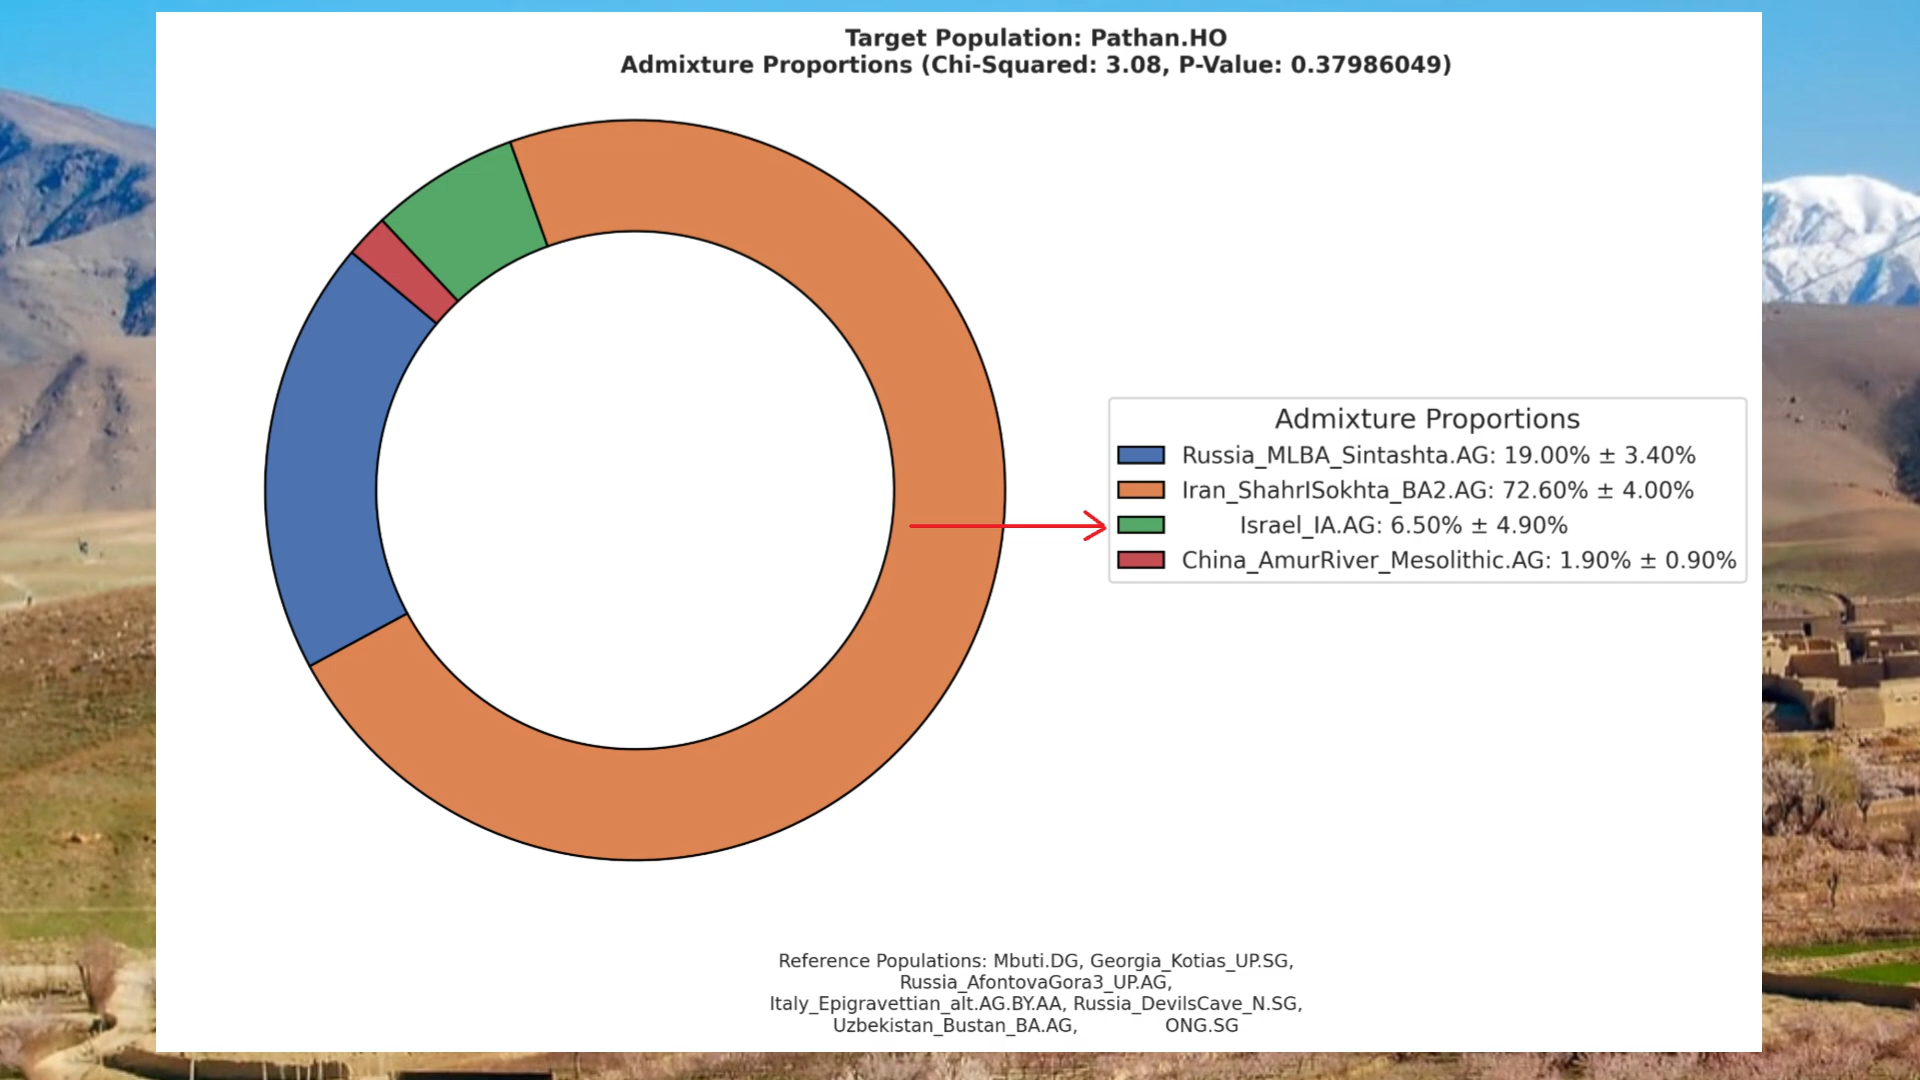 Target Population: Pathan.HO
Admixture Proportions (Chi-Squared: 3.08, P-Value: 0.37986049)
Admixture Proportions
Russia_MLBA_Sintashta.AG: 19.00% ± 3.40%
Iran_ShahrISokhta_BA2.AG: 72.60% ± 4.00%
Israel_IA.AG: 6.50% ± 4.90%
China_AmurRiver_Mesolithic.AG: 1.90% ± 0.90%
Reference Populations: Mbuti.DG, Georgia_Kotias_UP.SG,
Russia_AfontovaGora3_UP.AG,
Italy_Epigravettian_alt.AG.BY.AA, Russia_DevilsCave_N.SG,
Uzbekistan_Bustan_BA.AG, ONG.SG